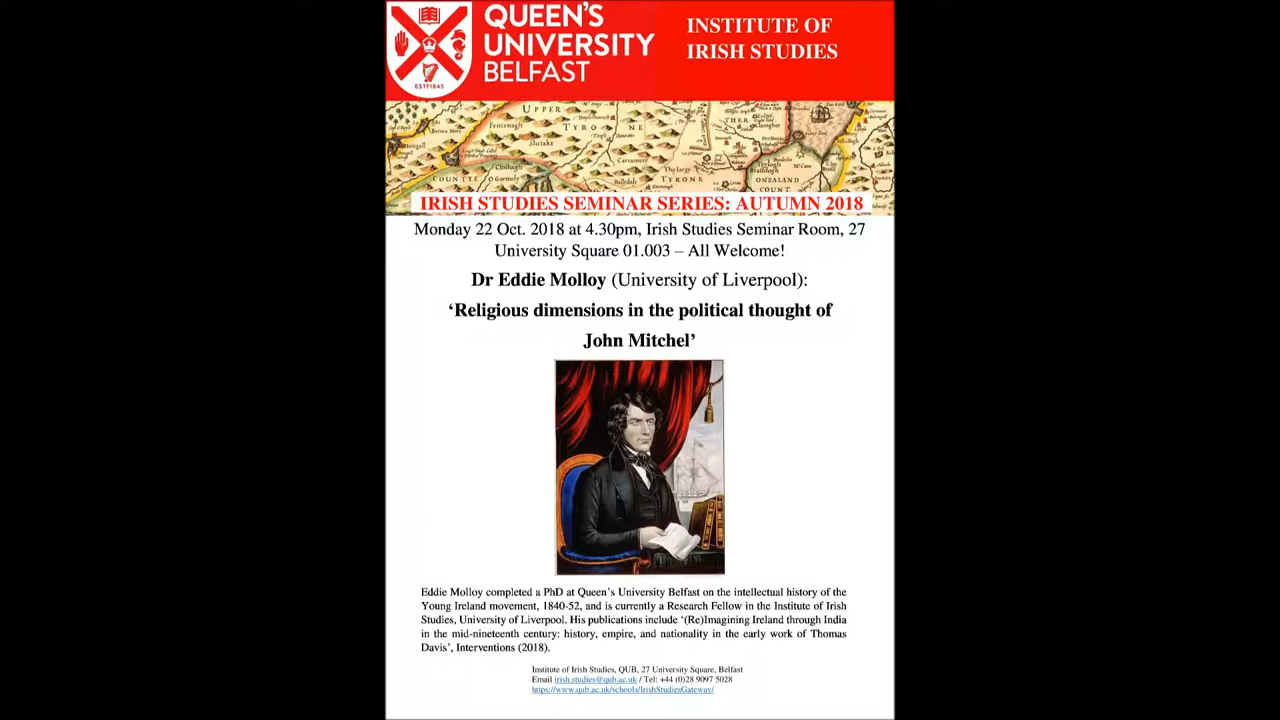 QUEEN'S
UNIVERSITY
BELFAST
ESTD1845
INSTITUTE OF
IRISH STUDIES
UPPER
TYRONE
Fentenagh
Slutart
COUNTYE
TYRONE
ONEALAND
COUNT
IRISH STUDIES SEMINAR SERIES: AUTUMN 2018
Monday 22 Oct. 2018 at 4.30pm, Irish Studies Seminar Room, 27
University Square 01.003 – All Welcome!
Dr Eddie Molloy (University of Liverpool):
‘Religious dimensions in the political thought of
John Mitchel’
Eddie Molloy completed a PhD at Queen’s University Belfast on the intellectual history of the
Young Ireland movement, 1840-52, and is currently a Research Fellow in the Institute of Irish
Studies, University of Liverpool. His publications include ‘(Re)Imagining Ireland through India
in the mid-nineteenth century: history, empire, and nationality in the early work of Thomas
Davis’, Interventions (2018).
Institute of Irish Studies, QUB, 27 University Square, Belfast
Email irish.studies@qub.ac.uk / Tel: +44 (0)28 9097 5028
https://www.qub.ac.uk/schools/IrishStudiesGateway/